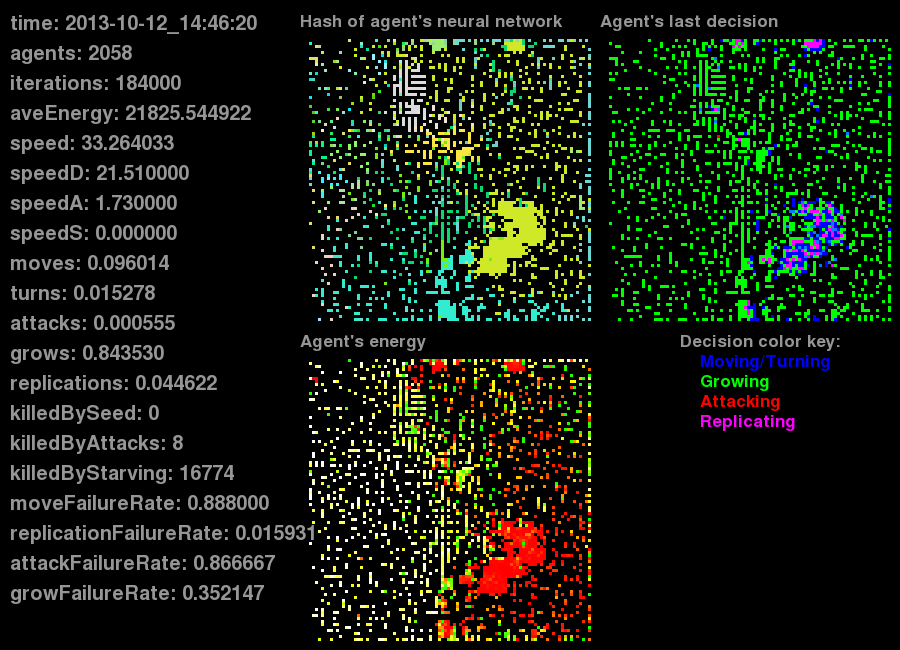 time: 2013-10-12_14:46:20
agents: 2058
iterations: 184000
aveEnergy: 21825.544922
speed: 33.264033
speedD: 21.510000
speedA: 1.730000
speedS: 0.000000
moves: 0.096014
turns: 0.015278
attacks: 0.000555
grows: 0.843530
replications: 0.044622
killedBySeed: 0
killedByAttacks: 8
killedByStarving: 16774
moveFailureRate: 0.888000
replicationFailureRate: 0.015931
attackFailureRate: 0.866667
growFailureRate: 0.352147
Hash of agent's neural network
Agent's last decision
Agent's energy
Decision color key:
Moving/Turning
Growing
Attacking
Replicating